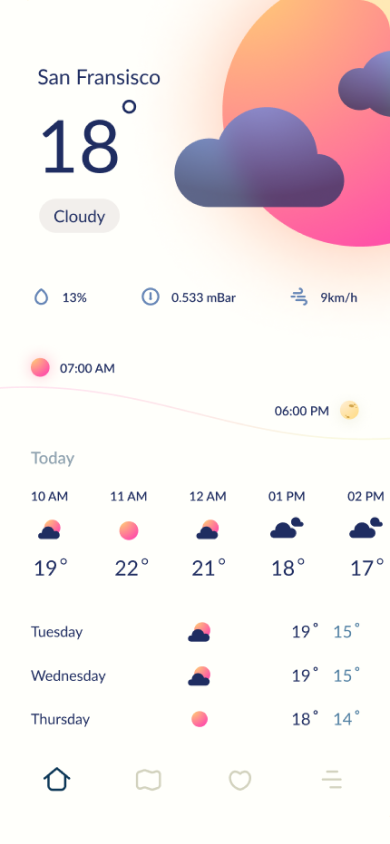 San Fransisco
18°
Cloudy
13% 0.533 mBar 9km/h
07:00 AM
06:00 PM
Today
10 AM 11 AM 12 AM 01 PM 02 PM
19° 22° 21° 18° 17°
Tuesday 19° 15°
Wednesday 19° 15°
Thursday 18° 14°